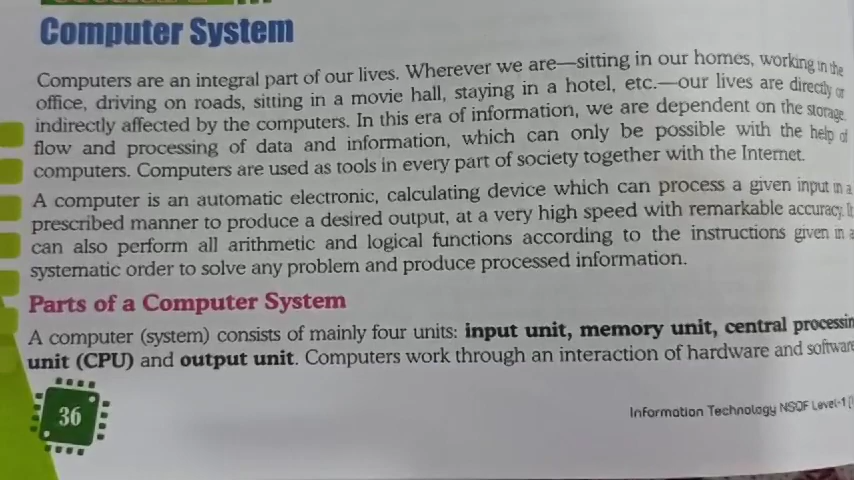 Computer System
Computers are an integral part of our lives. Wherever we are—sitting in our homes, working in the
office, driving on roads, sitting in a movie hall, staying in a hotel, etc.—our lives are directly or
indirectly affected by the computers. In this era of information, we are dependent on the storage,
flow and processing of data and information, which can only be possible with the help of
computers. Computers are used as tools in every part of society together with the Internet.
A computer is an automatic electronic, calculating device which can process a given input in a
prescribed manner to produce a desired output, at a very high speed with remarkable accuracy. It
can also perform all arithmetic and logical functions according to the instructions given in a
systematic order to solve any problem and produce processed information.
Parts of a Computer System
A computer (system) consists of mainly four units: input unit, memory unit, central processin
unit (CPU) and output unit. Computers work through an interaction of hardware and software
36
Information Technology NSQF Level-1